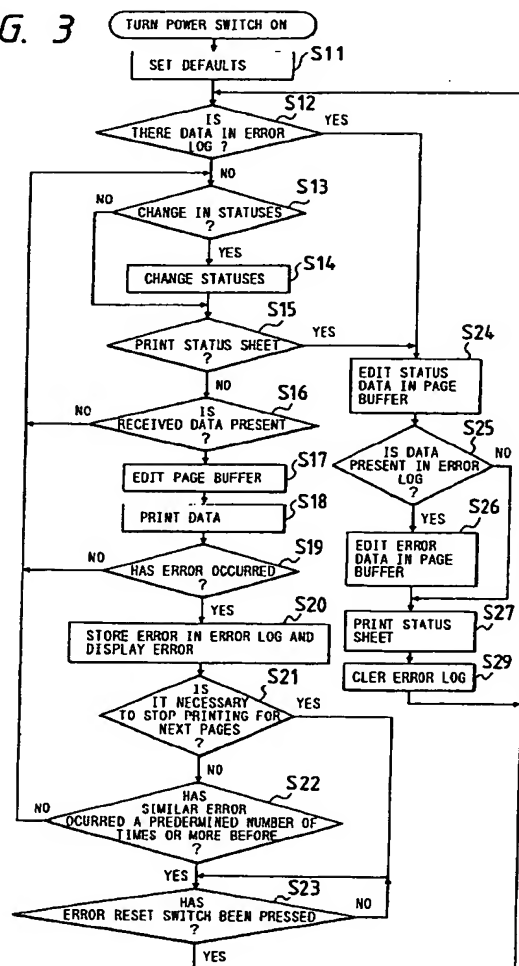 G. 3
TURN POWER SWITCH ON
S11
SET DEFAULTS
S12
IS
THERE DATA IN ERROR
LOG ?
YES
NO
S13
NO
CHANGE IN STATUSES
?
YES
S14
CHANGE STATUSES
S15
PRINT STATUS SHEET
?
YES
NO
S16
NO
IS
RECEIVED DATA PRESENT
?
S17
EDIT PAGE BUFFER
S18
PRINT DATA
S19
NO
HAS ERROR OCCURRED
?
YES
S20
STORE ERROR IN ERROR LOG AND
DISPLAY ERROR
S21
IS
IT NECESSARY
TO STOP PRINTING FOR
NEXT PAGES
?
YES
NO
S22
NO
HAS
SIMILAR ERROR
OCURRED A PREDERMINED NUMBER OF
TIMES OR MORE BEFORE
?
YES
S23
HAS
ERROR RESET SWITCH BEEN PRESSED
?
NO
YES
S24
EDIT STATUS
DATA IN PAGE
BUFFER
S25
IS DATA
PRESENT IN ERROR
LOG
?
NO
YES
S26
EDIT ERROR
DATA IN PAGE
BUFFER
S27
PRINT STATUS
SHEET
S29
CLER ERROR LOG